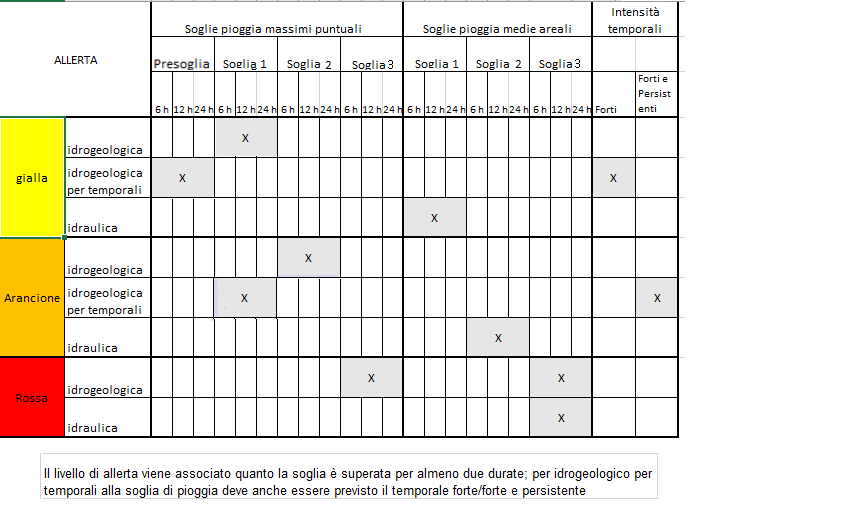 Soglie pioggia massimi puntuali Soglie pioggia medie areali Intensità temporali
ALLERTA Presoglia Soglia 1 Soglia 2 Soglia 3 Soglia 1 Soglia 2 Soglia 3
6 h 12 h 24 h 6 h 12 h 24 h 6 h 12 h 24 h 6 h 12 h 24 h 6 h 12 h 24 h 6 h 12 h 24 h 6 h 12 h 24 h Forti Forti e Persistenti
gialla
idrogeologica X
idrogeologica per temporali X X
idraulica X
Arancione
idrogeologica X
idrogeologica per temporali X X
idraulica X
Rossa
idrogeologica X X
idraulica X
Il livello di allerta viene associato quanto la soglia è superata per almeno due durate; per idrogeologico per
temporali alla soglia di pioggia deve anche essere previsto il temporale forte/forte e persistente